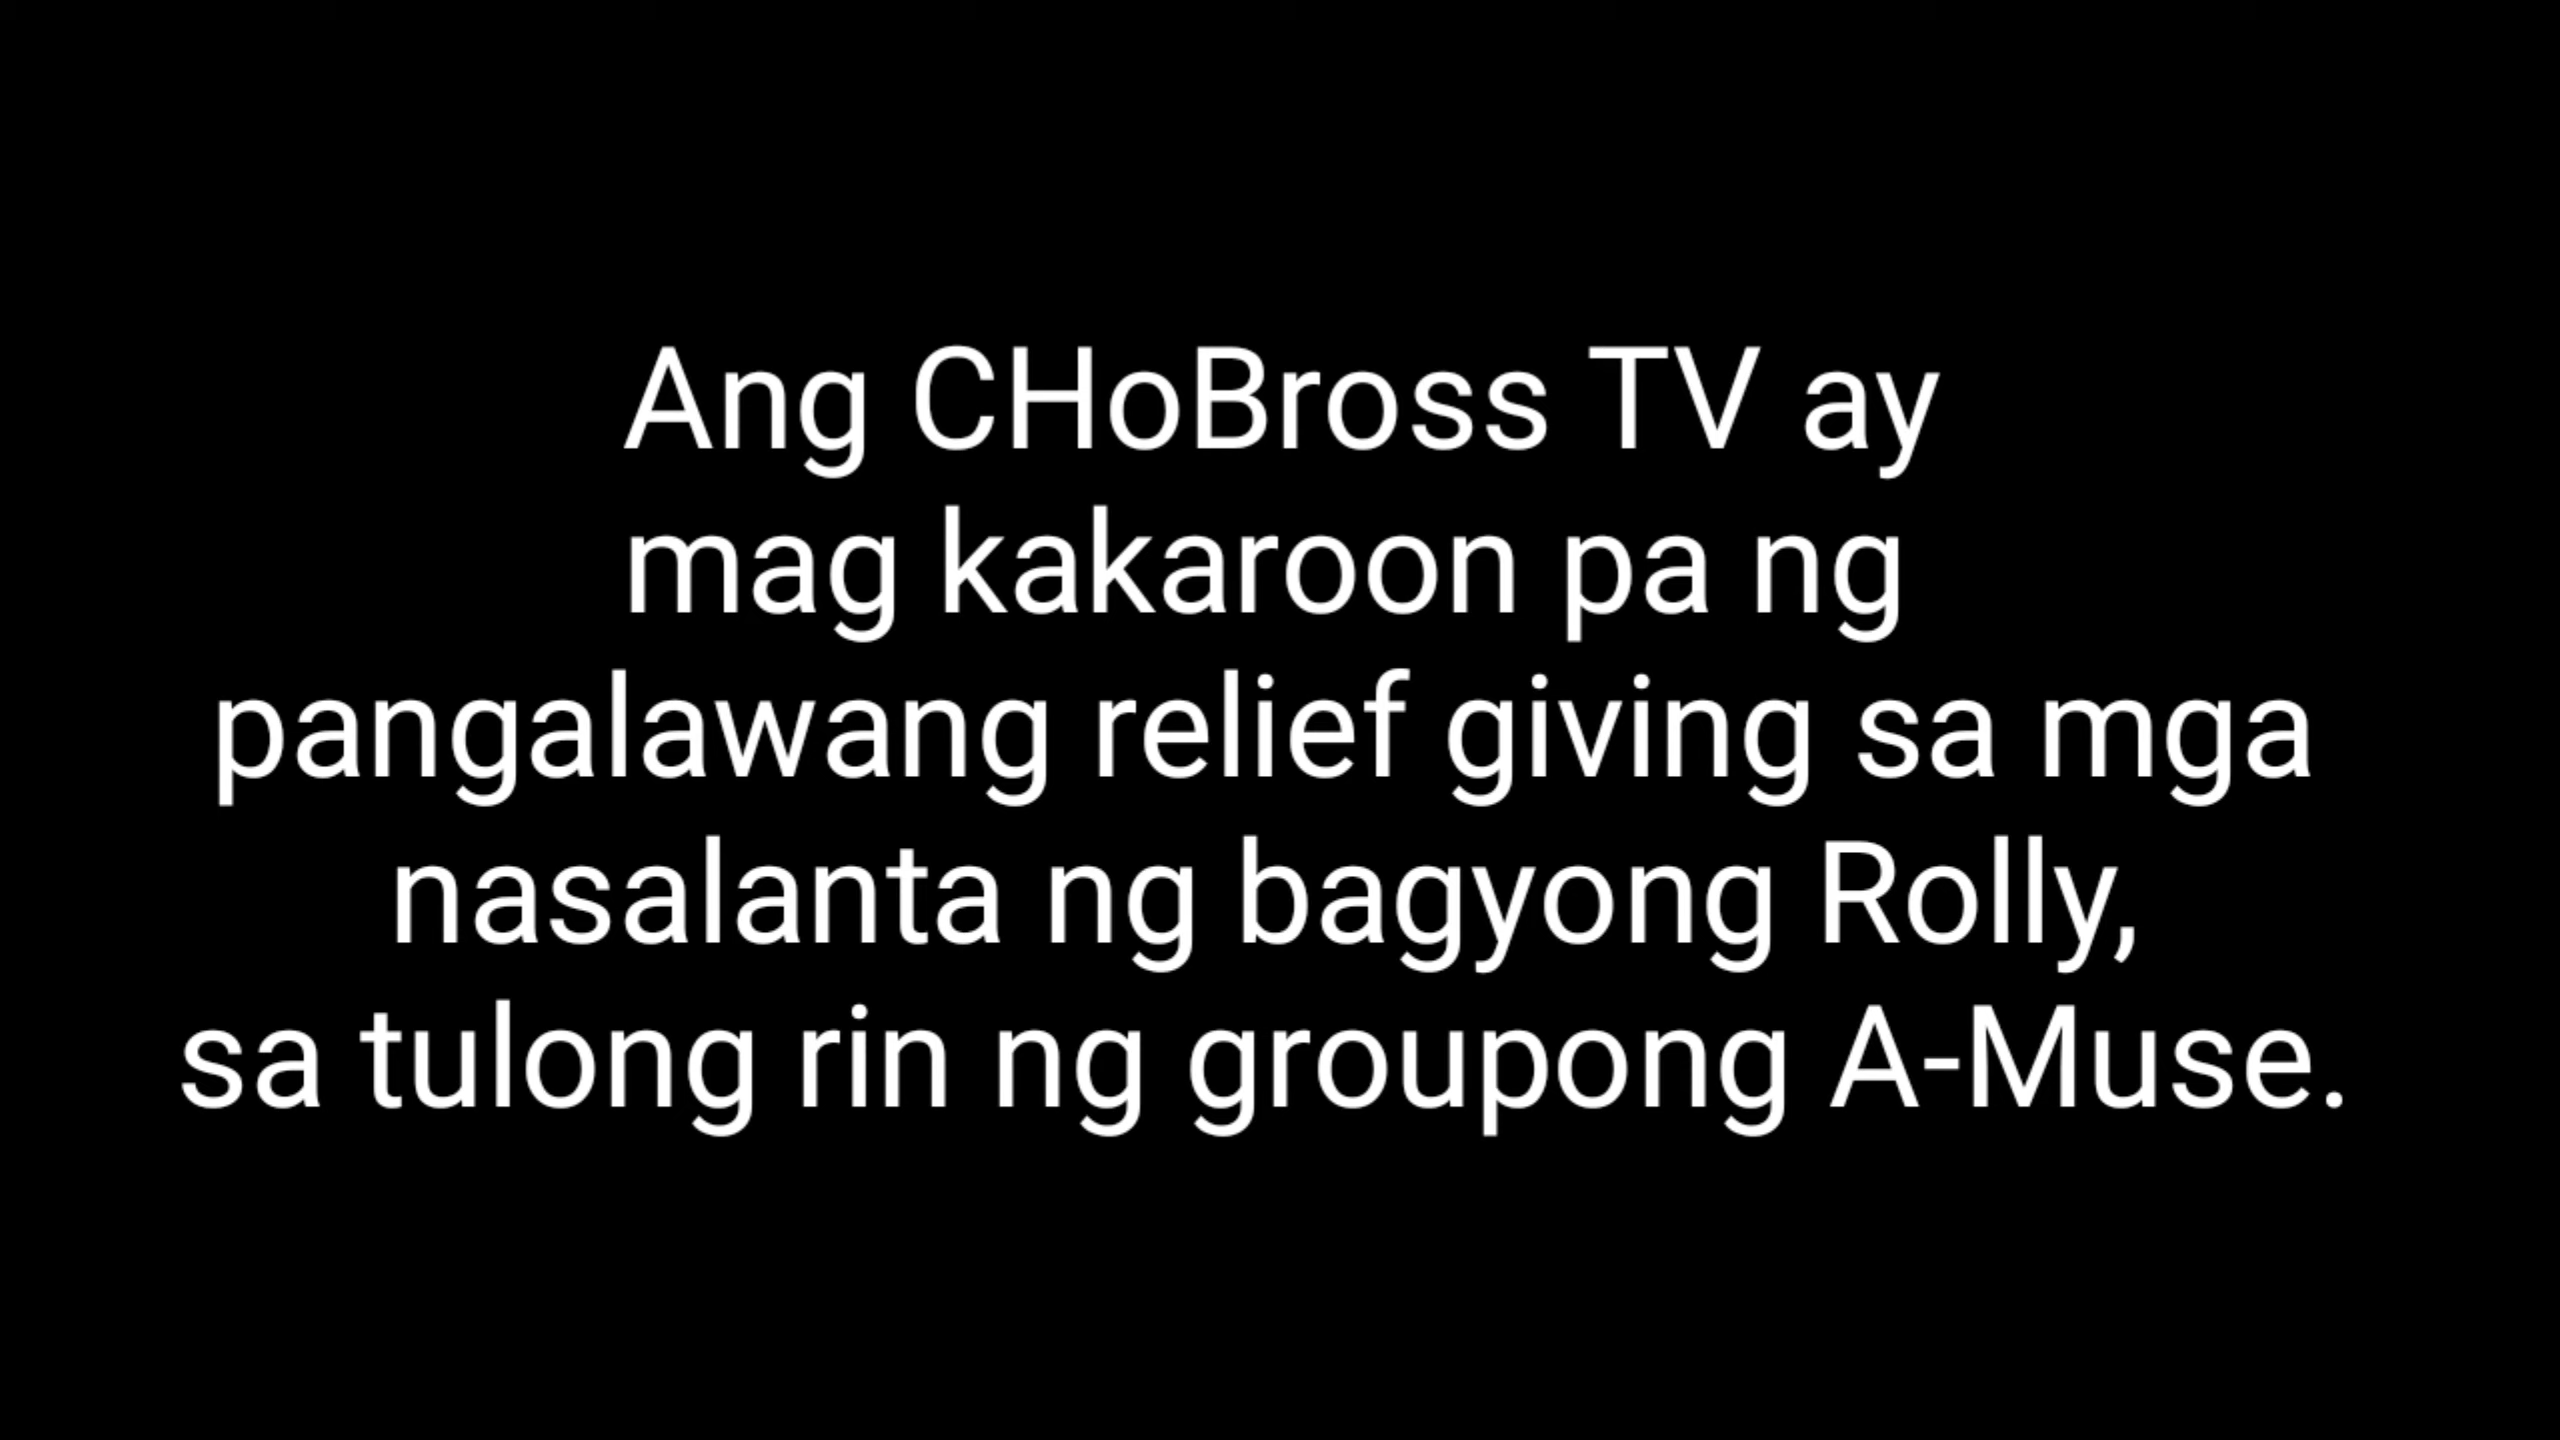 Ang CHoBross TV ay
mag kakaroon pa ng
pangalawang relief giving sa mga
nasalanta ng bagyong Rolly,
sa tulong rin ng groupong A-Muse.